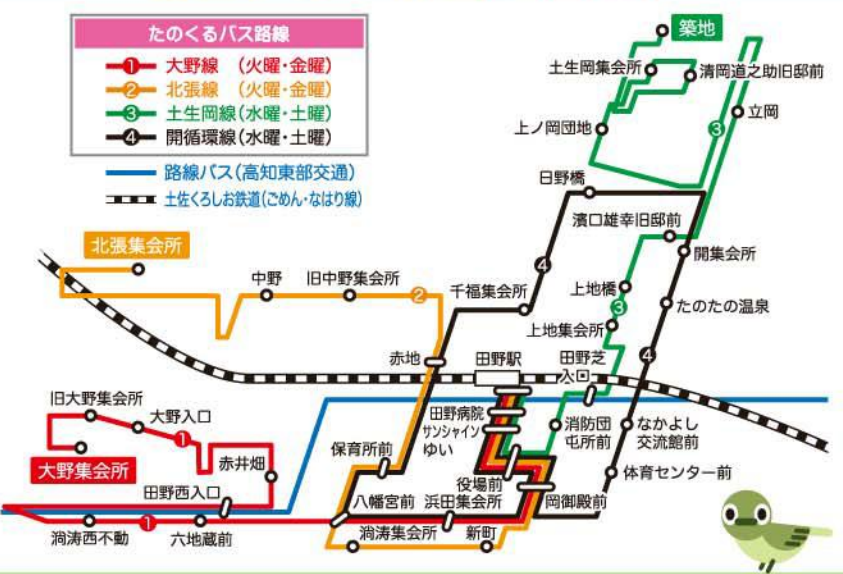 たのくるバス路線
1 大野線 (火曜・金曜)
2 北張線 (火曜・金曜)
3 土生岡線(水曜・土曜)
4 開循環線(水曜・土曜)
路線バス(高知東部交通)
土佐くろしお鉄道(ごめん・なはり線)
築地
土生岡集会所
清岡道之助旧邸前
立岡
3
上ノ岡団地
日野橋
濱口雄幸旧邸前
開集会所
4
北張集会所
中野
旧中野集会所
2
千福集会所
上地橋
3
たのたの温泉
上地集会所
赤地
田野駅
田野芝
入口
4
旧大野集会所
大野入口
1
田野病院
サンシャイン
ゆい
消防団
屯所前
なかよし
交流館前
大野集会所
赤井畑
保育所前
役場前
体育センター前
田野西入口
八幡宮前
浜田集会所
岡御殿前
1
渦涛西不動
六地蔵前
渦涛集会所
新町